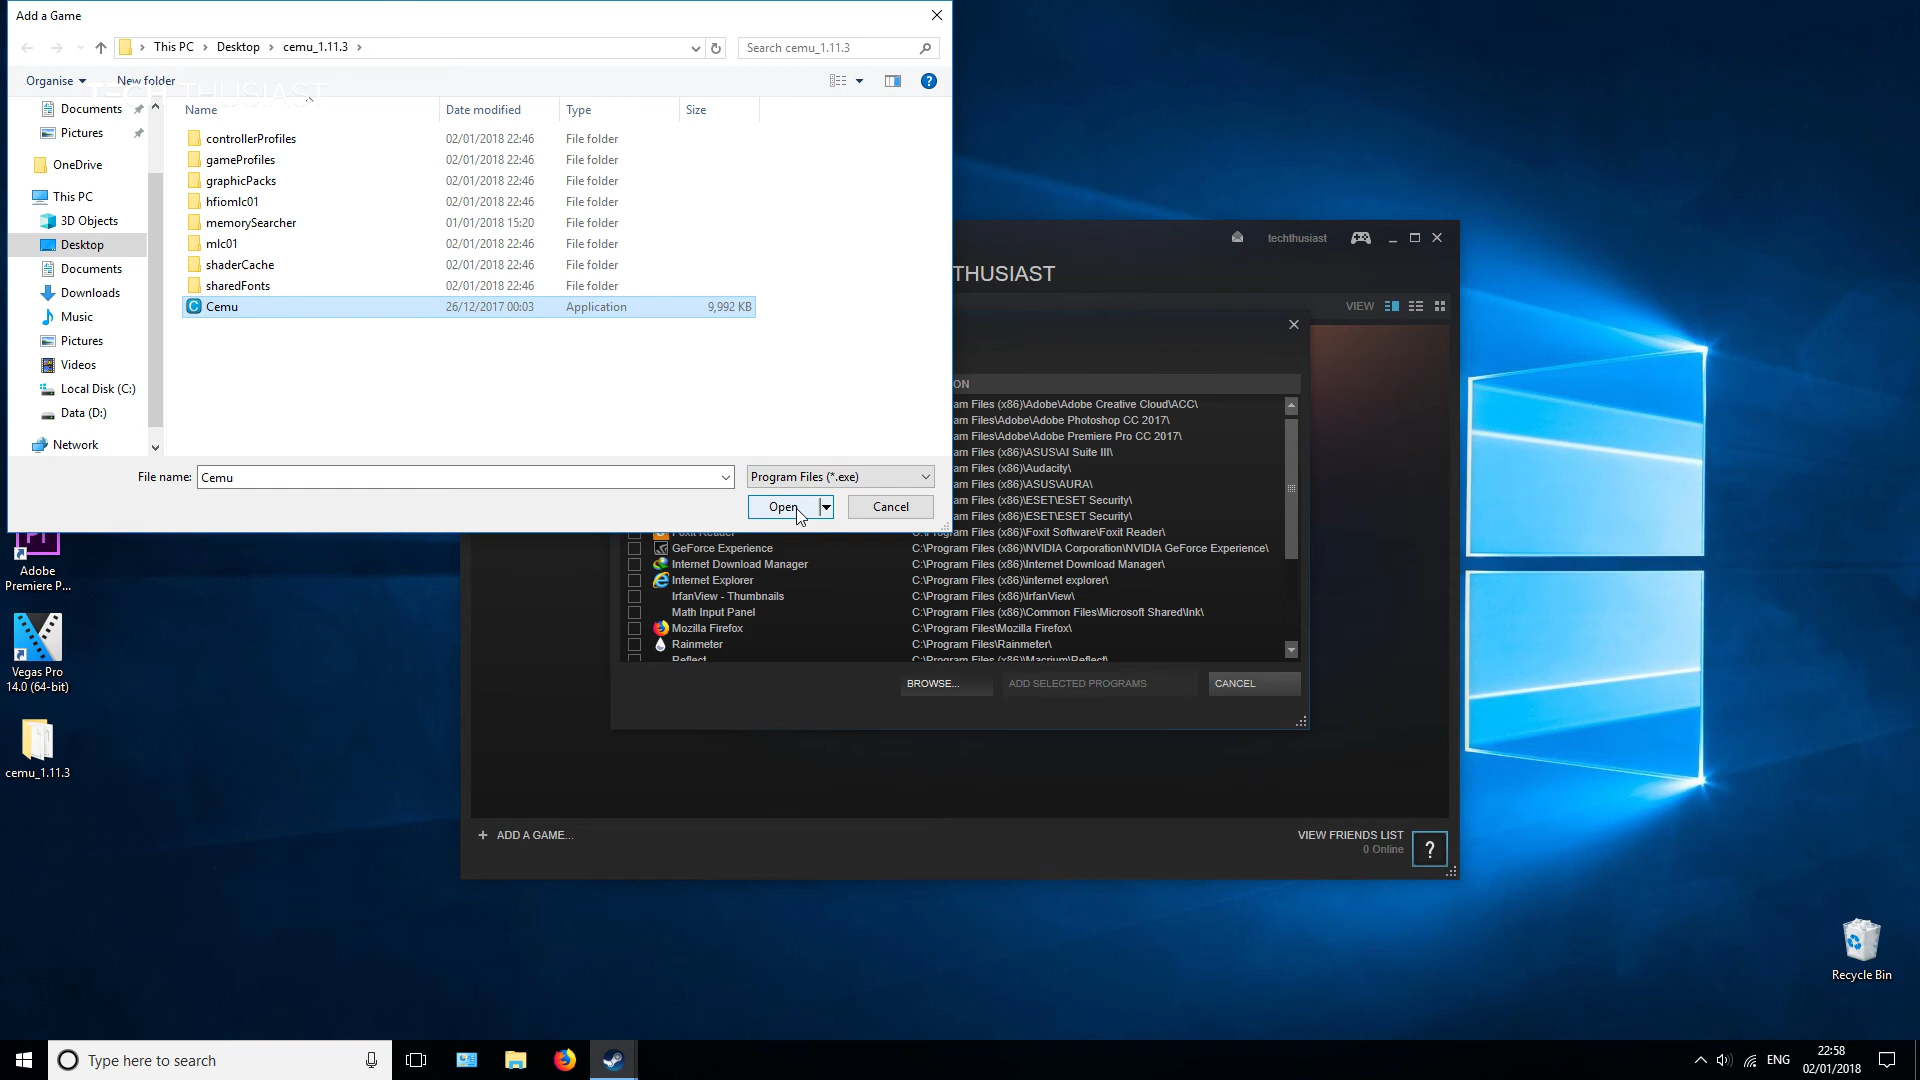 Add a Game
This PC > Desktop > cemu_1.11.3 >
Search cemu_1.11.3
Organise
New folder
TECH THUSIAST
Name Date modified Type Size
Documents
Pictures
OneDrive
This PC
3D Objects
Desktop
Documents
Downloads
Music
Pictures
Videos
Local Disk (C:)
Data (D:)
Network
controllerProfiles 02/01/2018 22:46 File folder
gameProfiles 02/01/2018 22:46 File folder
graphicPacks 02/01/2018 22:46 File folder
hfiomlc01 02/01/2018 22:46 File folder
memorySearcher 01/01/2018 15:20 File folder
mlc01 02/01/2018 22:46 File folder
shaderCache 02/01/2018 22:46 File folder
sharedFonts 02/01/2018 22:46 File folder
Cemu 26/12/2017 00:03 Application 9,992 KB
File name: Cemu
Program Files (*.exe)
Open
Cancel
techthusiast
THUSIAST
VIEW
ON
am Files (x86)\Adobe\Adobe Creative Cloud\ACC\
am Files\Adobe\Adobe Photoshop CC 2017\
am Files\Adobe\Adobe Premiere Pro CC 2017\
am Files (x86)\ASUS\AI Suite III\
am Files (x86)\Audacity\
am Files (x86)\ASUS\AURA\
am Files (x86)\ESET\ESET Security\
am Files (x86)\ESET\ESET Security\
Foxit Reader C:\Program Files (x86)\Foxit Software\Foxit Reader\
GeForce Experience C:\Program Files (x86)\NVIDIA Corporation\NVIDIA GeForce Experience\
Internet Download Manager C:\Program Files (x86)\Internet Download Manager\
Internet Explorer C:\Program Files (x86)\internet explorer\
IrfanView - Thumbnails C:\Program Files (x86)\IrfanView\
Math Input Panel C:\Program Files (x86)\Common Files\Microsoft Shared\Ink\
Mozilla Firefox C:\Program Files\Mozilla Firefox\
Rainmeter C:\Program Files\Rainmeter\
Reflect C:\Program Files (x86)\Macrium\Reflect\
BROWSE...
ADD SELECTED PROGRAMS
CANCEL
+ ADD A GAME...
VIEW FRIENDS LIST
0 Online
?
Adobe
Premiere P...
Vegas Pro
14.0 (64-bit)
cemu_1.11.3
Recycle Bin
Type here to search
ENG
22:58
02/01/2018